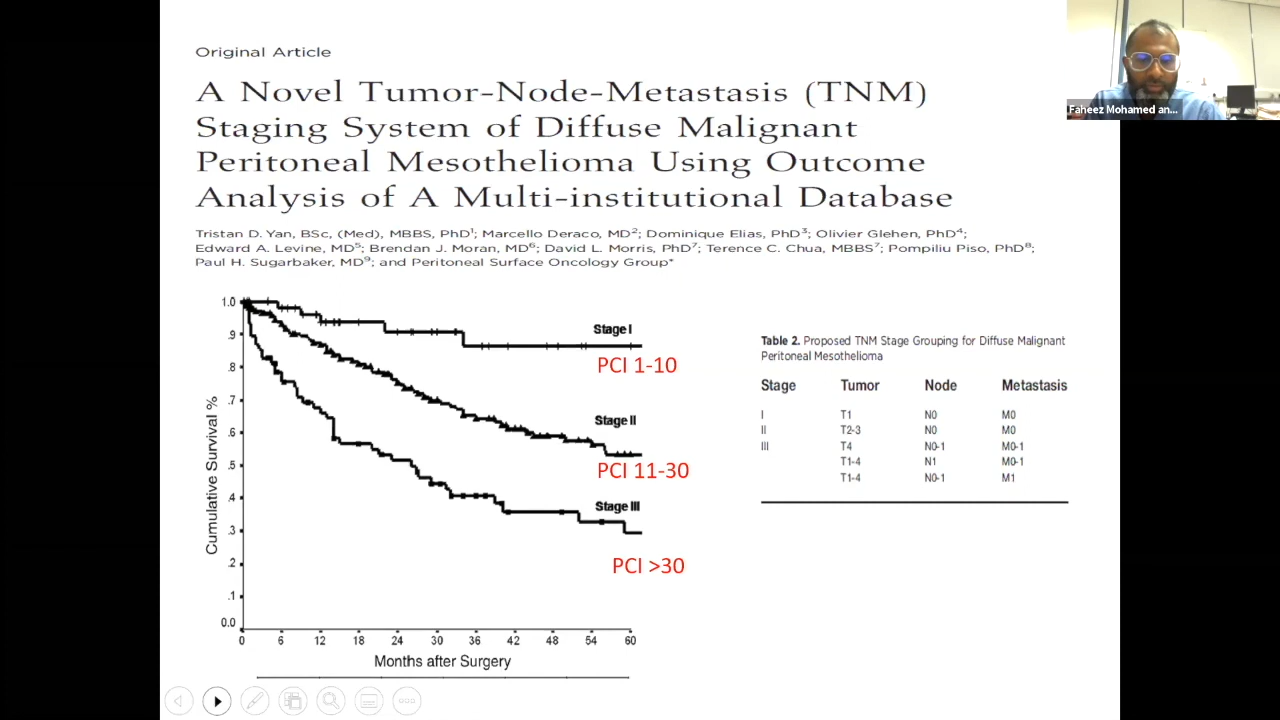 Original Article
A Novel Tumor-Node-Metastasis (TNM)
Staging System of Diffuse Malignant
Peritoneal Mesothelioma Using Outcome
Analysis of A Multi-institutional Database
Tristan D. Yan, BSc, (Med), MBBS, PhD1; Marcello Deraco, MD2; Dominique Elias, PhD3; Olivier Glehen, PhD4;
Edward A. Levine, MD5; Brendan J. Moran, MD6; David L. Morris, PhD7; Terence C. Chua, MBBS7; Pompiliu Piso, PhD8;
Paul H. Sugarbaker, MD9; and Peritoneal Surface Oncology Group*
Faheez Mohamed an...
Cumulative Survival %
1.0
.9
.8
.7
.6
.5
.4
.3
.2
.1
0.0
Stage I
PCI 1-10
Stage II
PCI 11-30
Stage III
PCI >30
0 6 12 18 24 30 36 42 48 54 60
Months after Surgery
Table 2. Proposed TNM Stage Grouping for Diffuse Malignant
Peritoneal Mesothelioma
Stage Tumor Node Metastasis
I T1 N0 M0
II T2-3 N0 M0
III T4 N0-1 M0-1
T1-4 N1 M0-1
T1-4 N0-1 M1